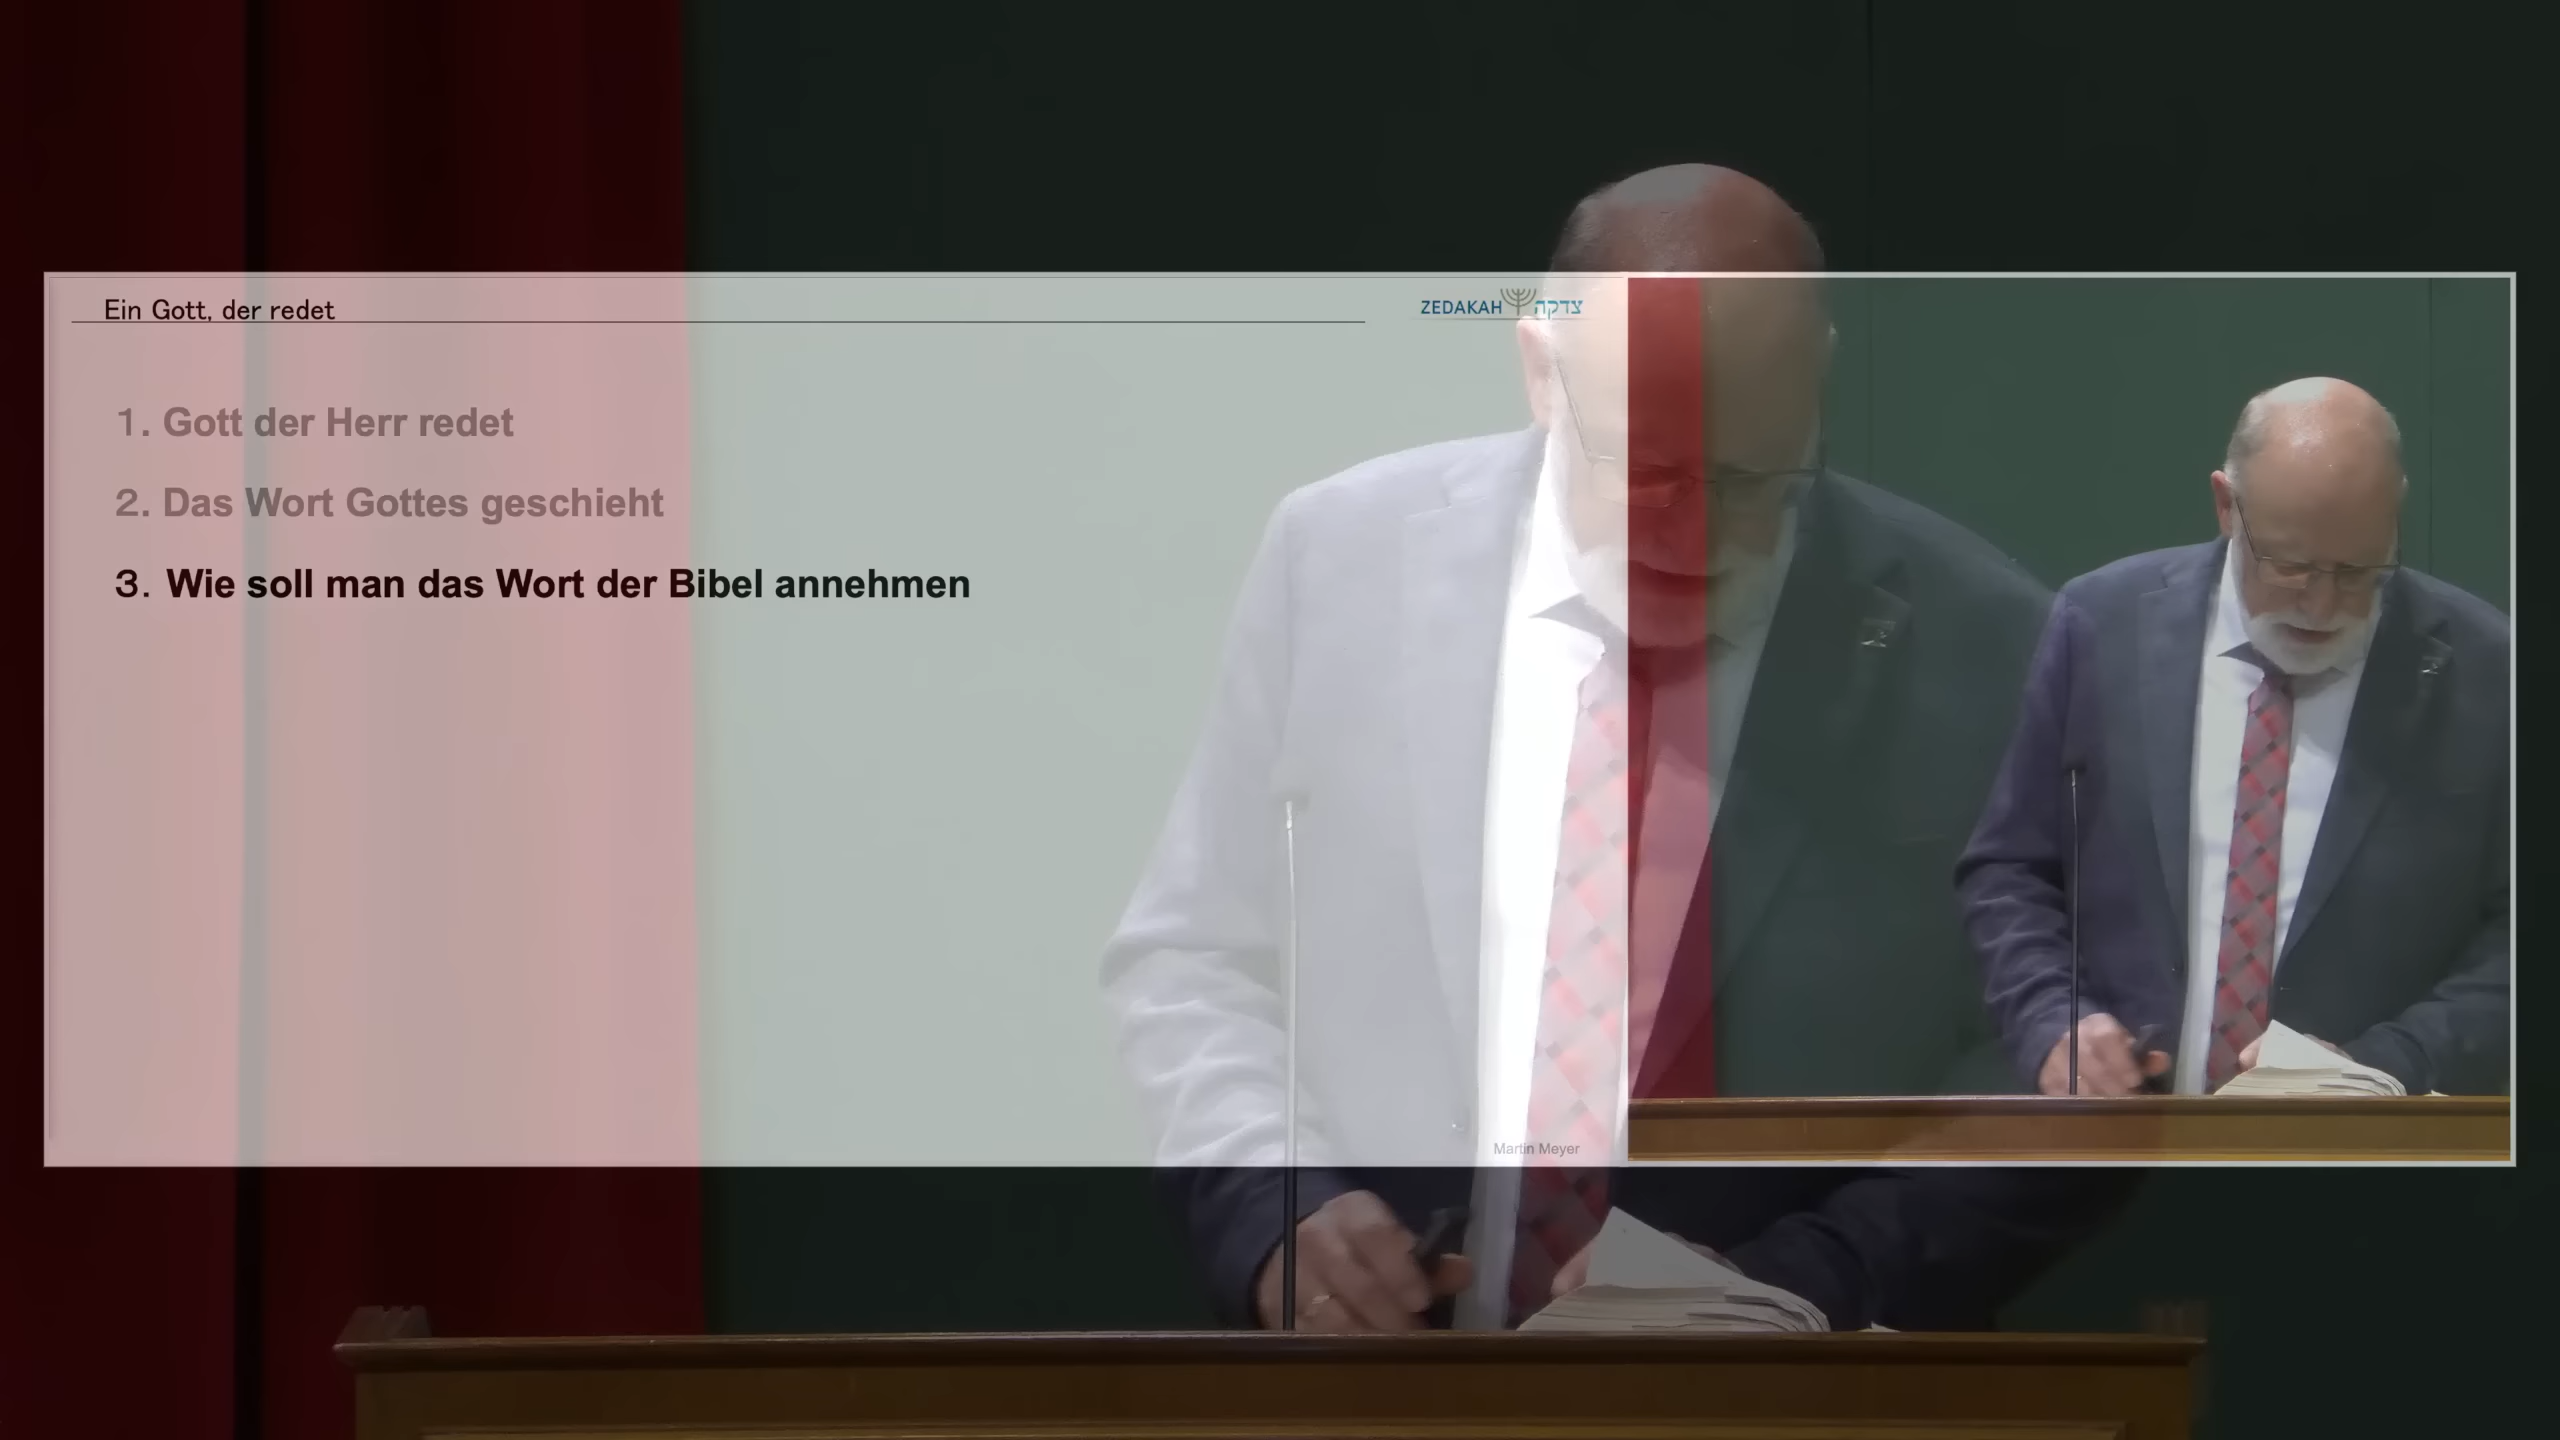 Ein Gott, der redet
ZEDAKAH צדקה
1. Gott der Herr redet
2. Das Wort Gottes geschieht
3. Wie soll man das Wort der Bibel annehmen
Martin Meyer